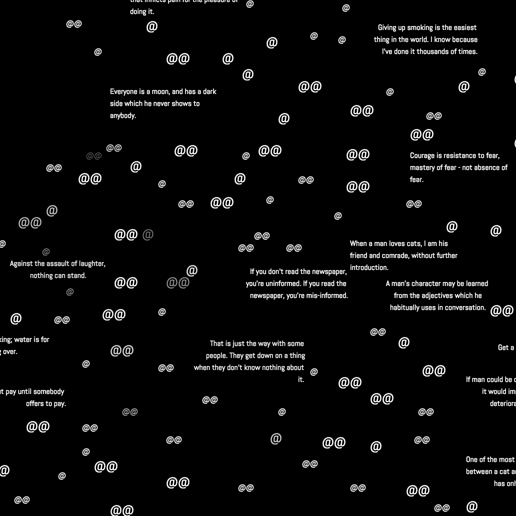 that inflicts pain for the pleasure of
doing it.
Giving up smoking is the easiest
thing in the world. I know because
I've done it thousands of times.
Everyone is a moon, and has a dark
side which he never shows to
anybody.
Courage is resistance to fear,
mastery of fear - not absence of
fear.
When a man loves cats, I am his
friend and comrade, without further
introduction.
Against the assault of laughter,
nothing can stand.
If you don't read the newspaper,
you're uninformed. If you read the
newspaper, you're mis-informed.
A man's character may be learned
from the adjectives which he
habitually uses in conversation.
king; water is for
g over.
That is just the way with some
people. They get down on a thing
when they don't know nothing about
it.
Get a
t pay until somebody
offers to pay.
If man could be c
it would im
deteriora
One of the most
between a cat a
has onl